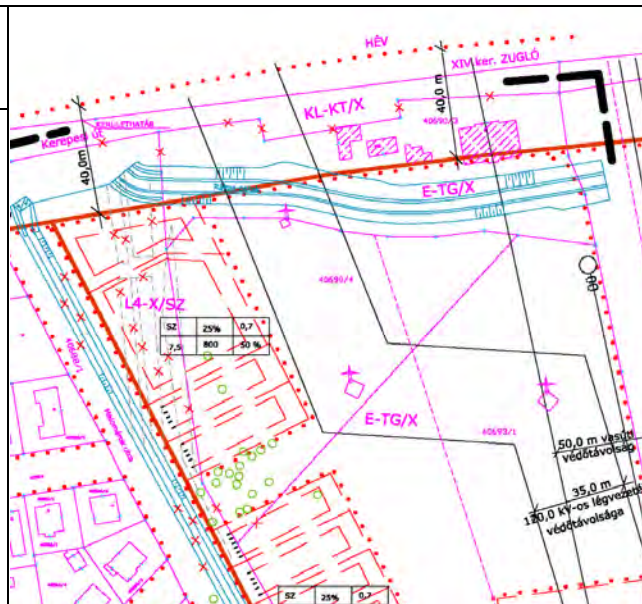 HÉV
XIV ker. ZUGLÓ
KL-KT/X
40,0 m
40690/3
KERÜLETHATÁR
Kerepesi út
40,0m
E-TG/X
L4-X/SZ
40690/4
SZ 25% 0,7
7,5 800 50 %
E-TG/X
40693/1
50,0 m vasúti
védőtávolság
35,0 m
120,0 kV-os légvezeték
védőtávolsága
SZ 25% 0,7